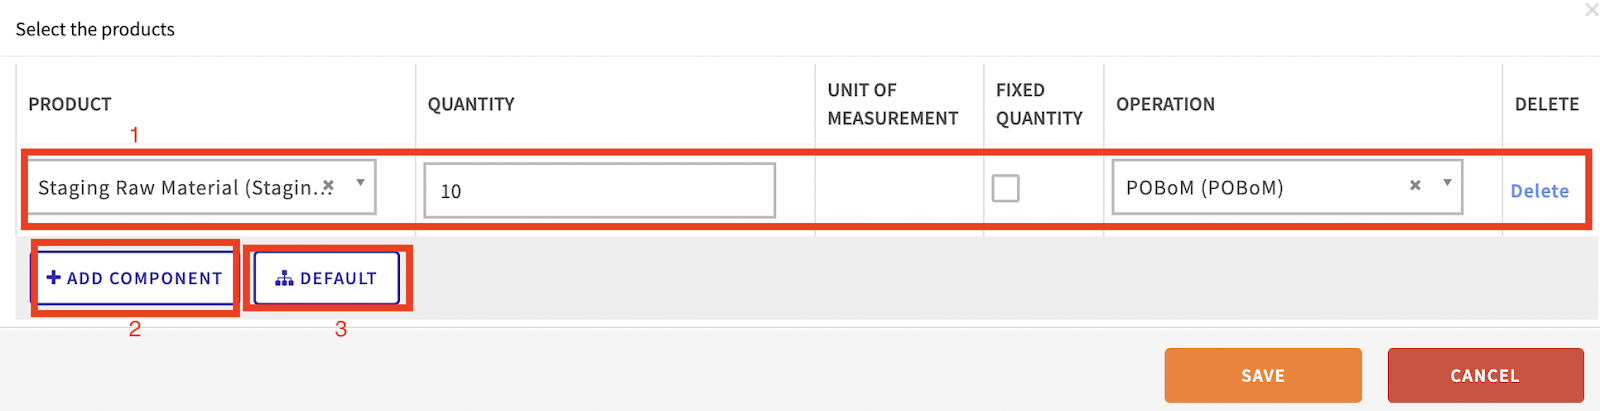 Select the products
PRODUCT
QUANTITY
UNIT OF
MEASUREMENT
FIXED
QUANTITY
OPERATION
DELETE
1
Staging Raw Material (Stagin...
10
POBoM (POBoM)
Delete
ADD COMPONENT
DEFAULT
2
3
SAVE
CANCEL